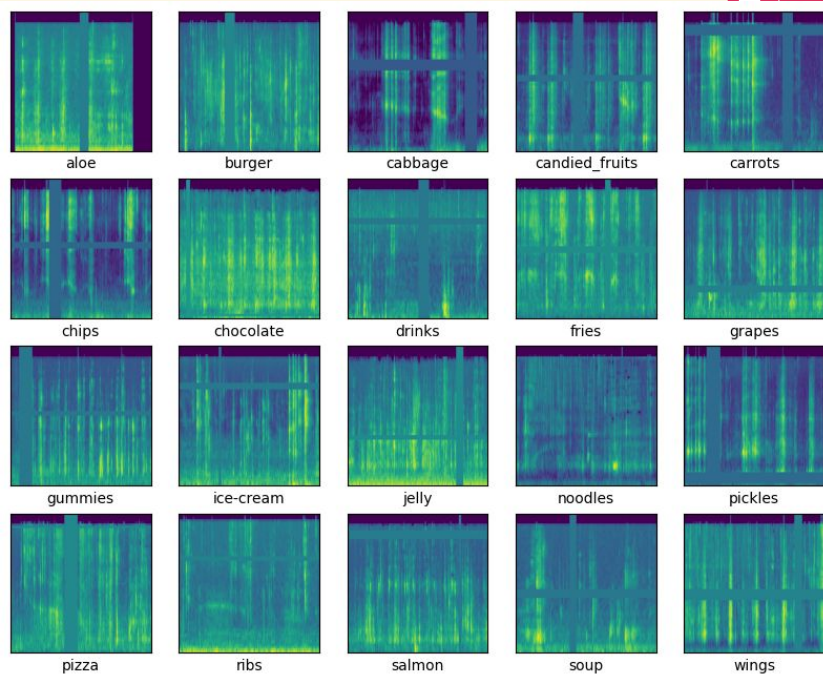 aloe burger cabbage candied_fruits carrots
chips chocolate drinks fries grapes
gummies ice-cream jelly noodles pickles
pizza ribs salmon soup wings